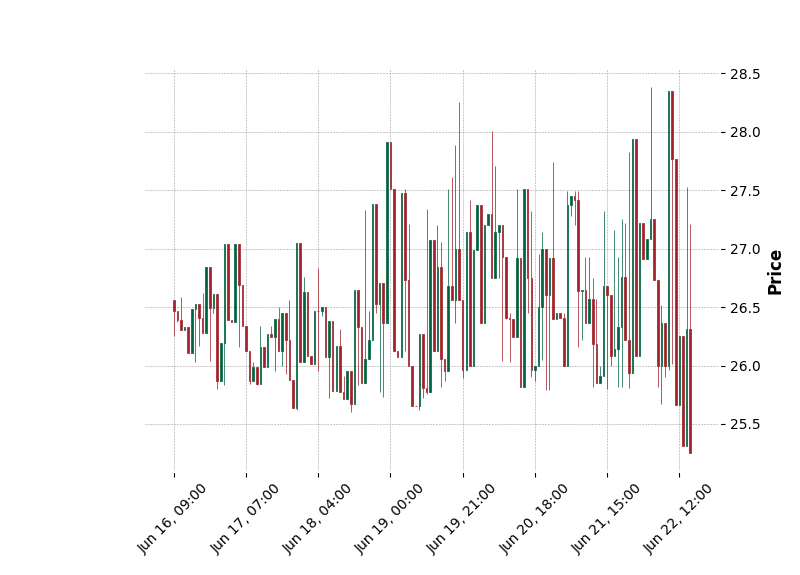 28.5
28.0
27.5
27.0
26.5
26.0
25.5
Price
Jun 16, 09:00
Jun 17, 07:00
Jun 18, 04:00
Jun 19, 00:00
Jun 19, 21:00
Jun 20, 18:00
Jun 21, 15:00
Jun 22, 12:00